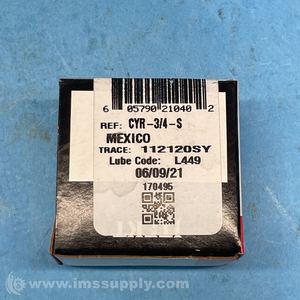 6 05790 21040 2
REF: CYR-3/4-S
MEXICO
TRACE: 112120SY
Lube Code: L449
06/09/21
170495
© www.imssupply.com/